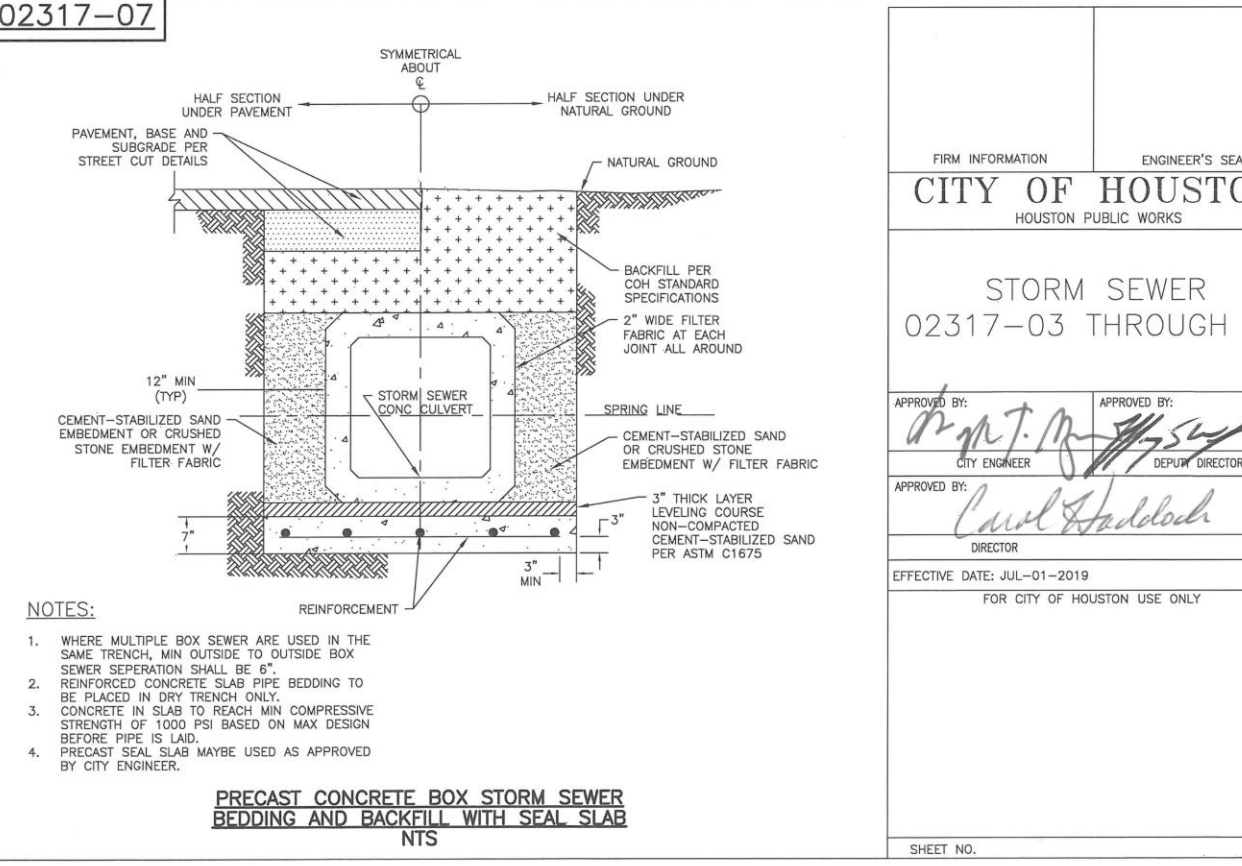 02317-07
SYMMETRICAL
ABOUT
℄
HALF SECTION
UNDER PAVEMENT
HALF SECTION UNDER
NATURAL GROUND
PAVEMENT, BASE AND
SUBGRADE PER
STREET CUT DETAILS
NATURAL GROUND
BACKFILL PER
COH STANDARD
SPECIFICATIONS
2" WIDE FILTER
FABRIC AT EACH
JOINT ALL AROUND
12" MIN
(TYP)
STORM SEWER
CONC CULVERT
SPRING LINE
CEMENT-STABILIZED SAND
EMBEDMENT OR CRUSHED
STONE EMBEDMENT W/
FILTER FABRIC
CEMENT-STABILIZED SAND
OR CRUSHED STONE
EMBEDMENT W/ FILTER FABRIC
3" THICK LAYER
LEVELING COURSE
NON-COMPACTED
CEMENT-STABILIZED SAND
PER ASTM C1675
7"
3"
3"
MIN
REINFORCEMENT
NOTES:
1. WHERE MULTIPLE BOX SEWER ARE USED IN THE
SAME TRENCH, MIN OUTSIDE TO OUTSIDE BOX
SEWER SEPERATION SHALL BE 6".
2. REINFORCED CONCRETE SLAB PIPE BEDDING TO
BE PLACED IN DRY TRENCH ONLY.
3. CONCRETE IN SLAB TO REACH MIN COMPRESSIVE
STRENGTH OF 1000 PSI BASED ON MAX DESIGN
BEFORE PIPE IS LAID.
4. PRECAST SEAL SLAB MAYBE USED AS APPROVED
BY CITY ENGINEER.
PRECAST CONCRETE BOX STORM SEWER
BEDDING AND BACKFILL WITH SEAL SLAB
NTS
FIRM INFORMATION
ENGINEER'S SEA
CITY OF HOUSTO
HOUSTON PUBLIC WORKS
STORM SEWER
02317-03 THROUGH
APPROVED BY:
CITY ENGINEER
APPROVED BY:
DEPUTY DIRECTOR
APPROVED BY:
Carol Haddock
DIRECTOR
EFFECTIVE DATE: JUL-01-2019
FOR CITY OF HOUSTON USE ONLY
SHEET NO.